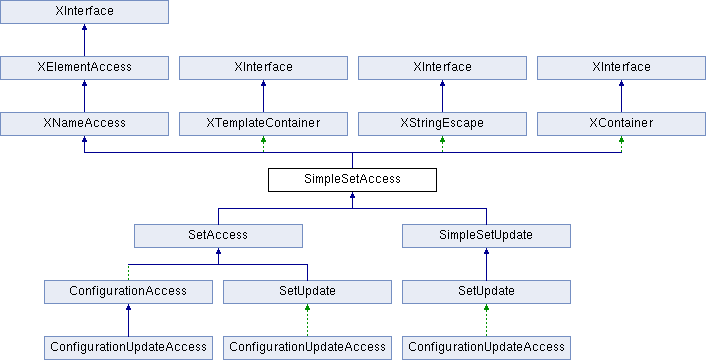 XInterface
XElementAccess
XInterface
XInterface
XInterface
XNameAccess
XTemplateContainer
XStringEscape
XContainer
SimpleSetAccess
SetAccess
SimpleSetUpdate
ConfigurationAccess
SetUpdate
SetUpdate
ConfigurationUpdateAccess
ConfigurationUpdateAccess
ConfigurationUpdateAccess